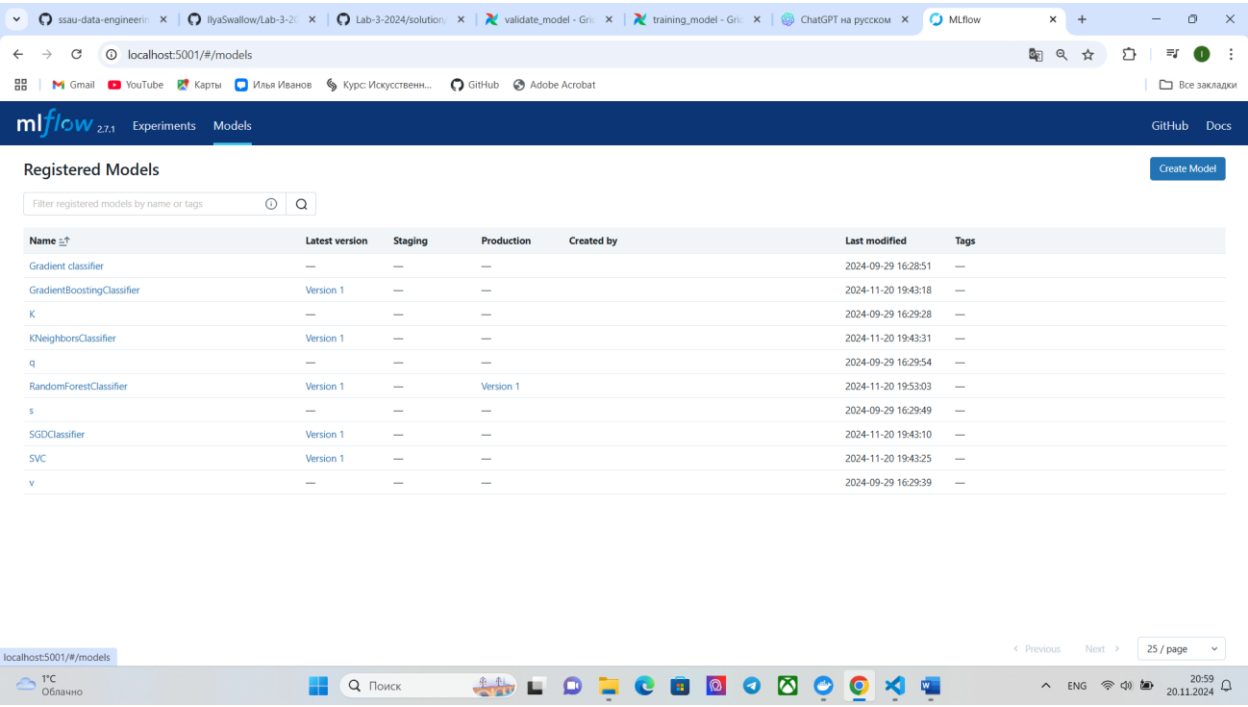 ssau-data-engineerin
IlyaSwallow/Lab-3-20
Lab-3-2024/solution/
validate_model - Gric
training_model - Gric
ChatGPT на русском
MLflow
localhost:5001/#/models
Gmail
YouTube
Карты
Илья Иванов
Курс: Искусственн...
GitHub
Adobe Acrobat
Все закладки
mlflow 2.7.1 Experiments Models GitHub Docs
Registered Models
Create Model
Filter registered models by name or tags
Name Latest version Staging Production Created by Last modified Tags
Gradient classifier — — — 2024-09-29 16:28:51 —
GradientBoostingClassifier Version 1 — — 2024-11-20 19:43:18 —
K — — — 2024-09-29 16:29:28 —
KNeighborsClassifier Version 1 — — 2024-11-20 19:43:31 —
q — — — 2024-09-29 16:29:54 —
RandomForestClassifier Version 1 — Version 1 2024-11-20 19:53:03 —
s — — — 2024-09-29 16:29:49 —
SGDClassifier Version 1 — — 2024-11-20 19:43:10 —
SVC Version 1 — — 2024-11-20 19:43:25 —
v — — — 2024-09-29 16:29:39 —
Previous Next 25 / page
localhost:5001/#/models
1°C
Облачно
Поиск
ENG
20:59
20.11.2024